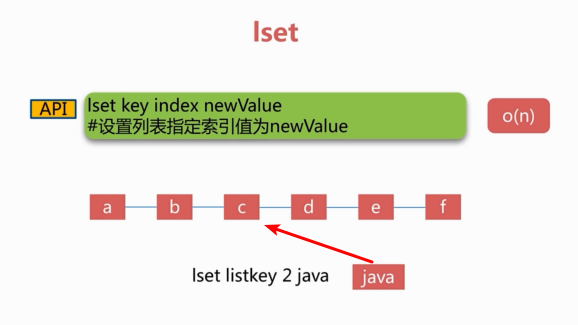 lset
API
lset key index newValue
#设置列表指定索引值为newValue
o(n)
a b c d e f
lset listkey 2 java
java